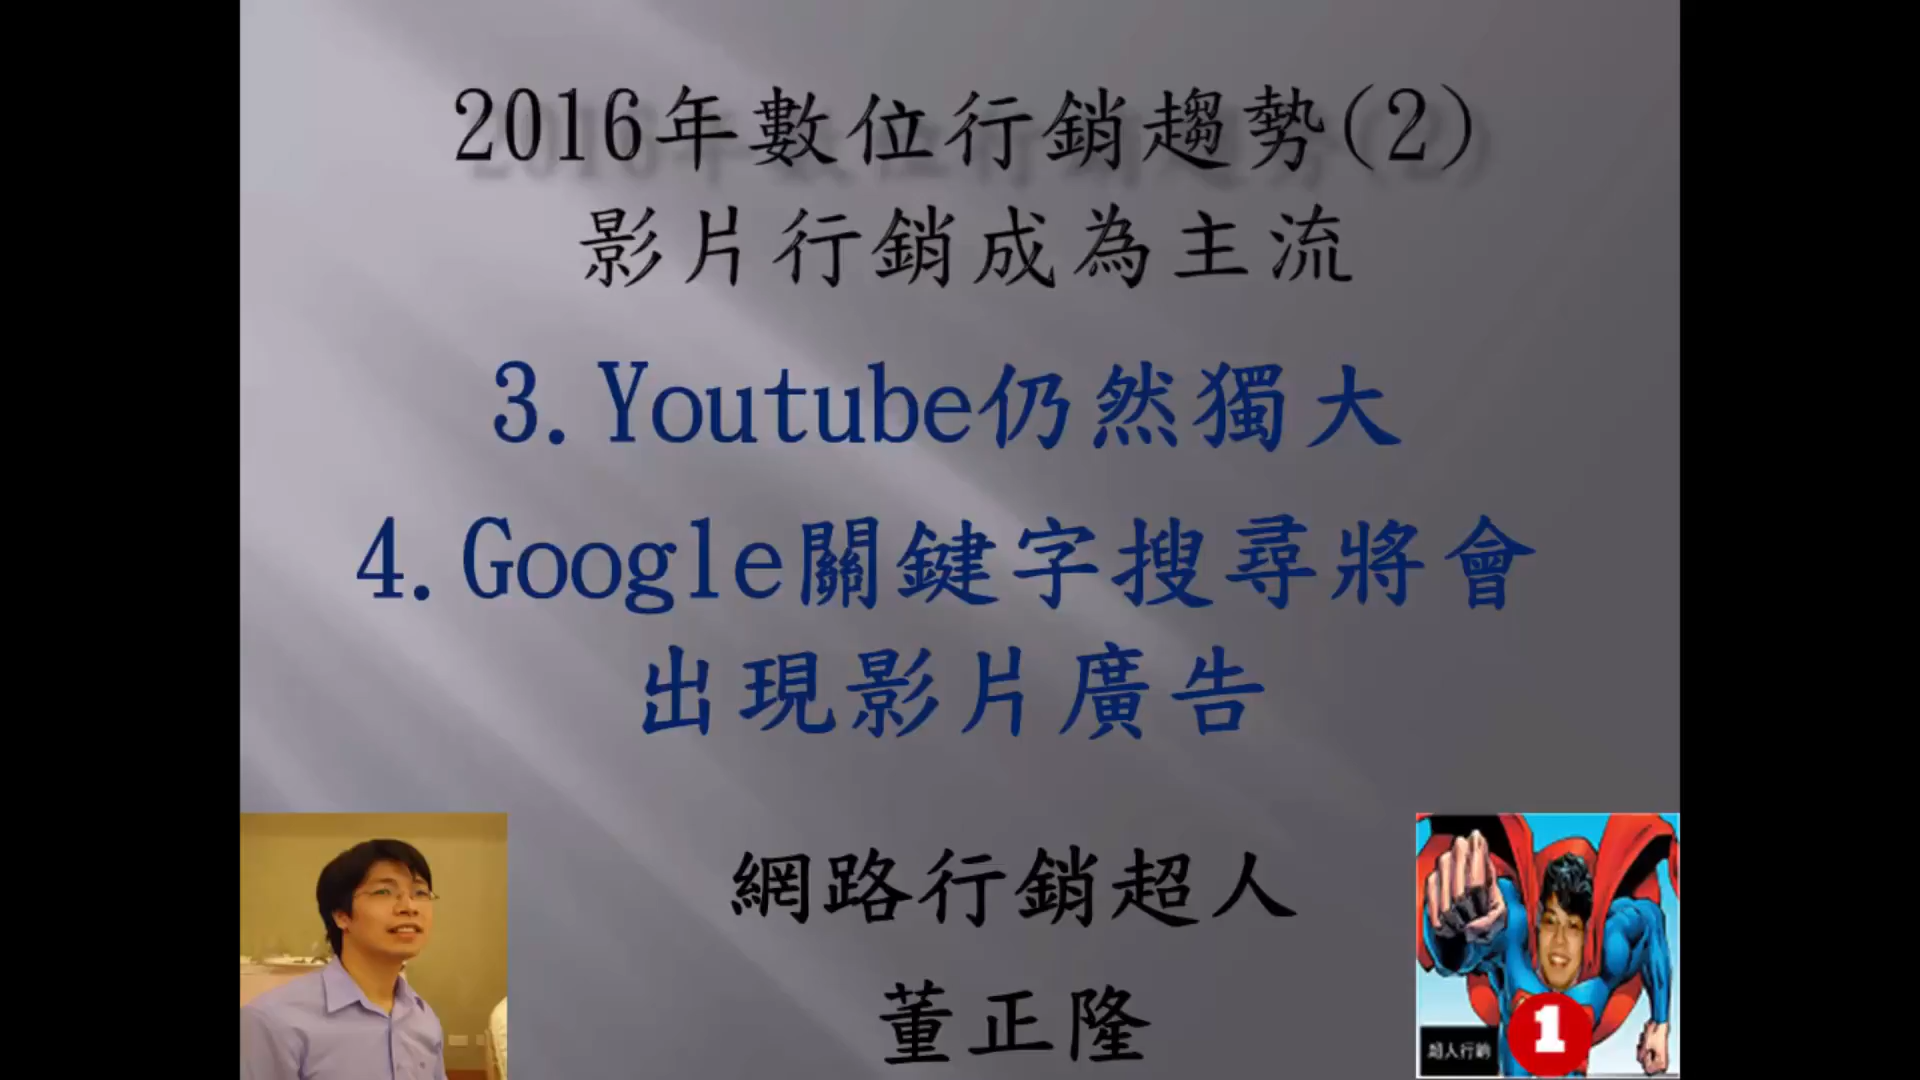 2016年數位行銷趨勢(2)
影片行銷成為主流
3.Youtube仍然獨大
4.Google關鍵字搜尋將會
出現影片廣告
網路行銷超人
董正隆
超人行銷
1